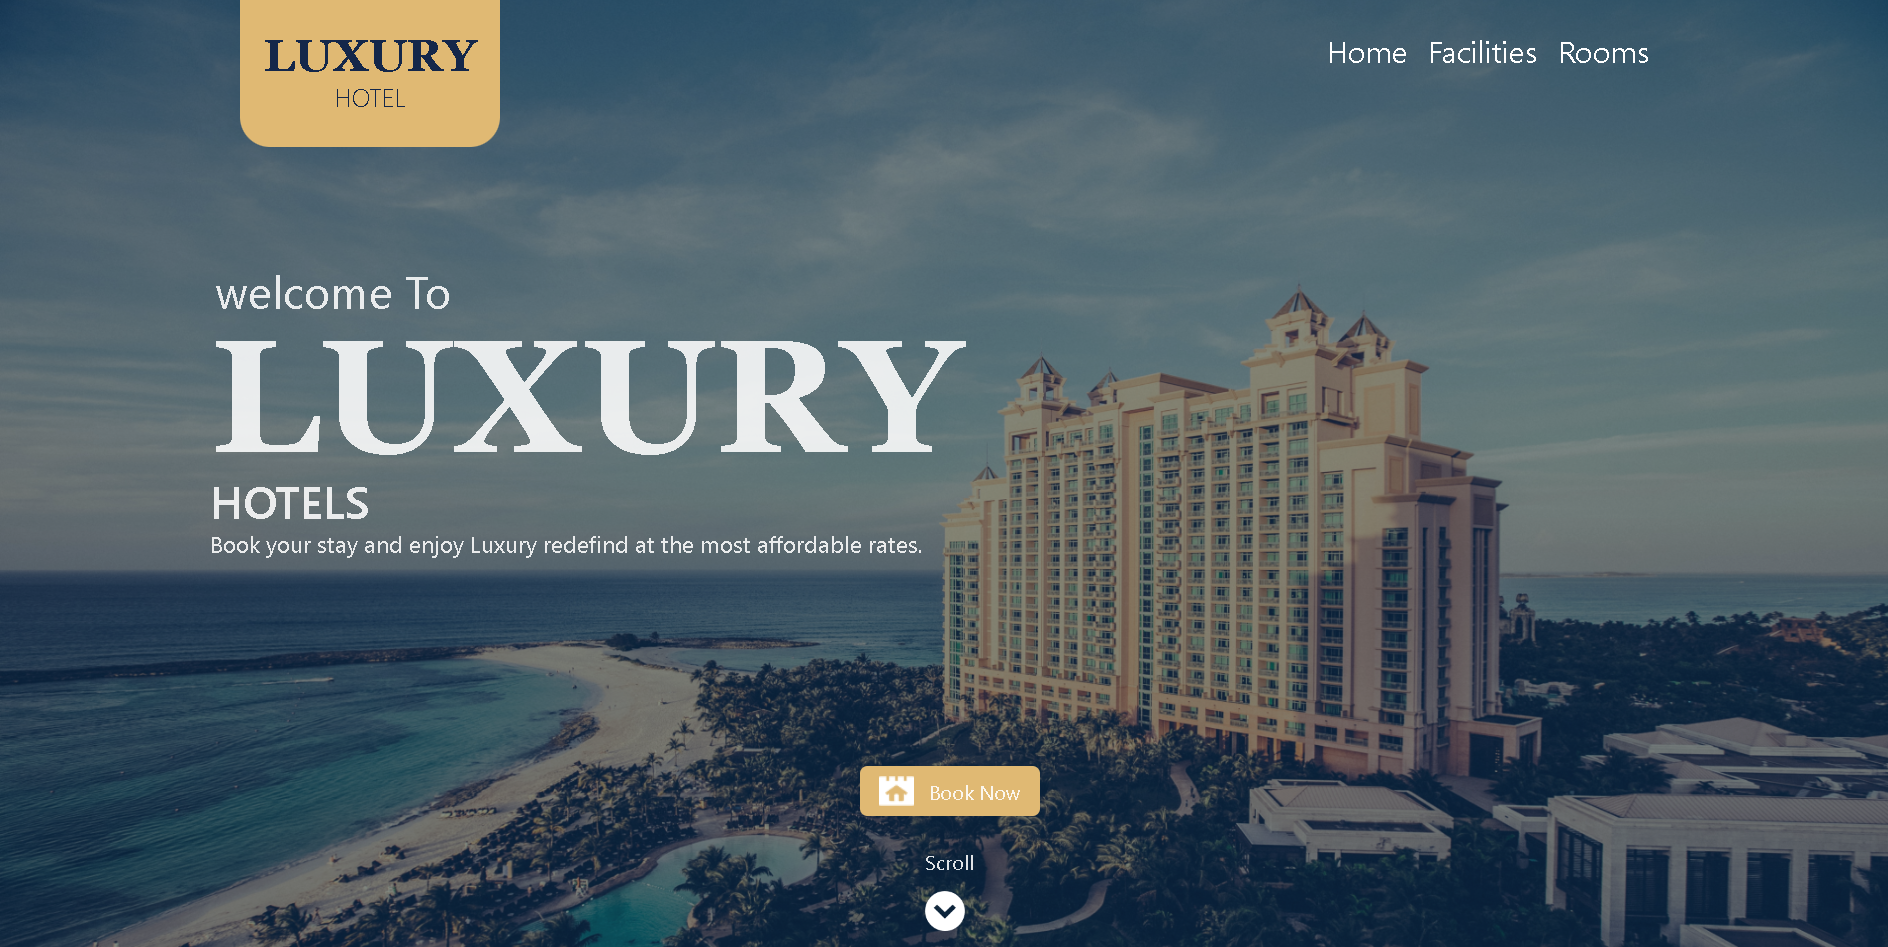 LUXURY
HOTEL
Home Facilities Rooms
welcome To
LUXURY
HOTELS
Book your stay and enjoy Luxury redefind at the most affordable rates.
Book Now
Scroll